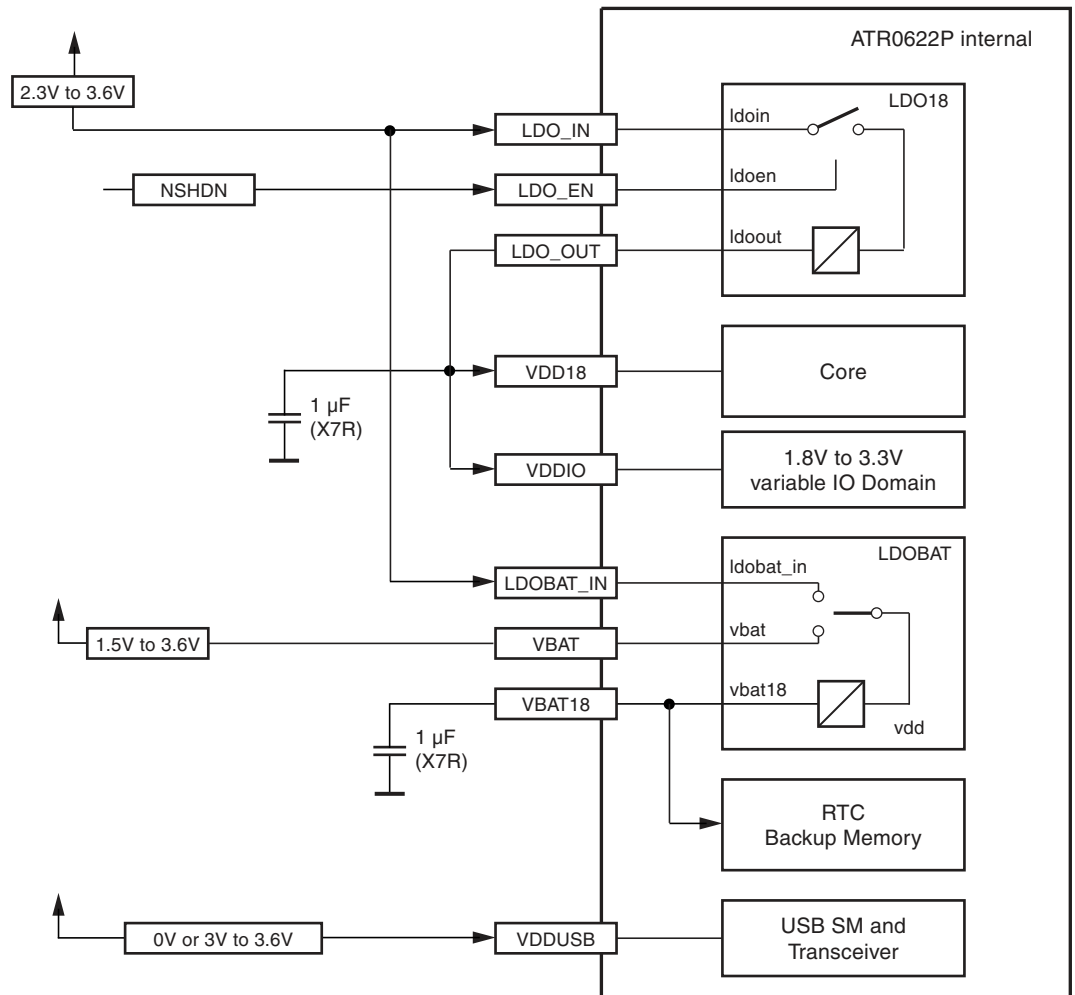 ATR0622P internal
2.3V to 3.6V
LDO18
LDO_IN
ldoin
NSHDN
LDO_EN
ldoen
LDO_OUT
ldoout
VDD18
Core
1 µF
(X7R)
VDDIO
1.8V to 3.3V
variable IO Domain
LDOBAT
LDOBAT_IN
ldobat_in
1.5V to 3.6V
VBAT
vbat
VBAT18
vbat18
vdd
1 µF
(X7R)
RTC
Backup Memory
0V or 3V to 3.6V
VDDUSB
USB SM and
Transceiver